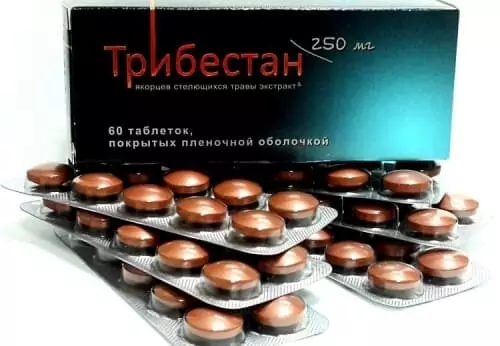 Трибестан
250 мг
якорцев стелющихся травы экстракт
60 таблеток,
покрытых пленочной оболочкой